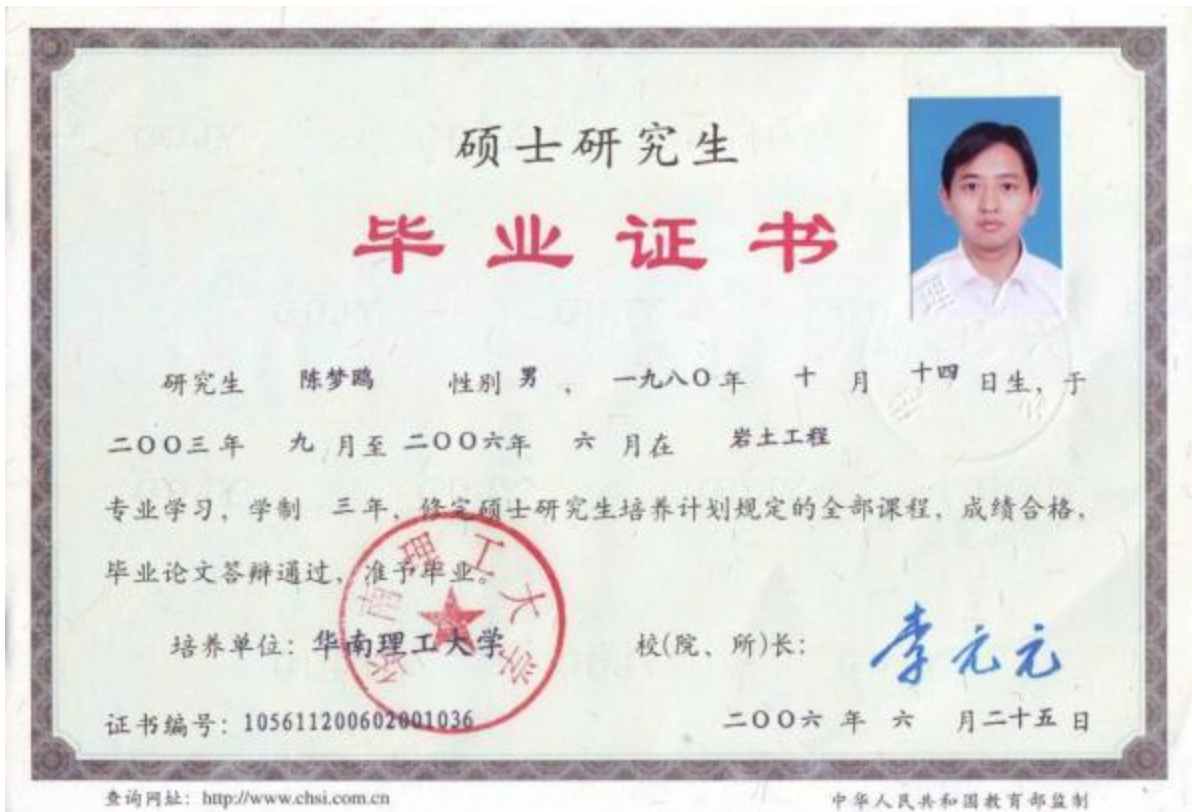 硕士研究生
毕业证书
研究生 陈梦鸥 性别 男 , 一九八〇年 十 月 十四 日生, 于
二〇〇三年 九 月至 二〇〇六年 六 月在 岩土工程
专业学习, 学制 三年, 修完硕士研究生培养计划规定的全部课程, 成绩合格,
毕业论文答辩通过, 准予毕业。
华南理工大学
培养单位: 华南理工大学 校(院、所)长: 李元元
证书编号: 105611200602001036 二〇〇六 年 六 月二十五日
查询网址: http://www.chsi.com.cn 中华人民共和国教育部监制